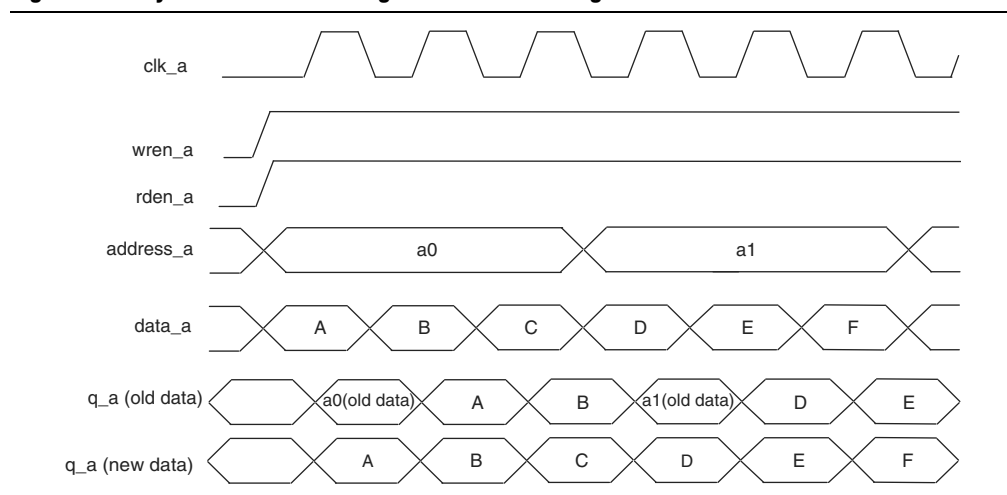 clk_a
wren_a
rden_a
address_a a0 a1
data_a A B C D E F
q_a (old data) a0(old data) A B a1(old data) D E
q_a (new data) A B C D E F